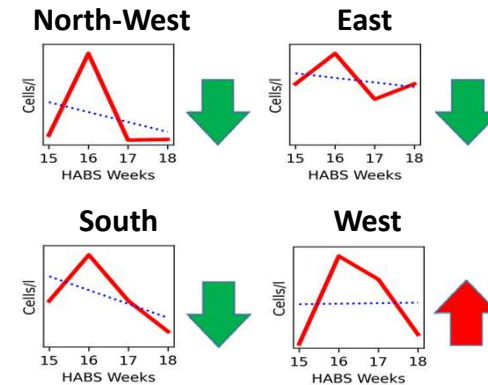 North-West
Cells/l
15 16 17 18
HABS Weeks
East
Cells/l
15 16 17 18
HABS Weeks
South
Cells/l
15 16 17 18
HABS Weeks
West
Cells/l
15 16 17 18
HABS Weeks